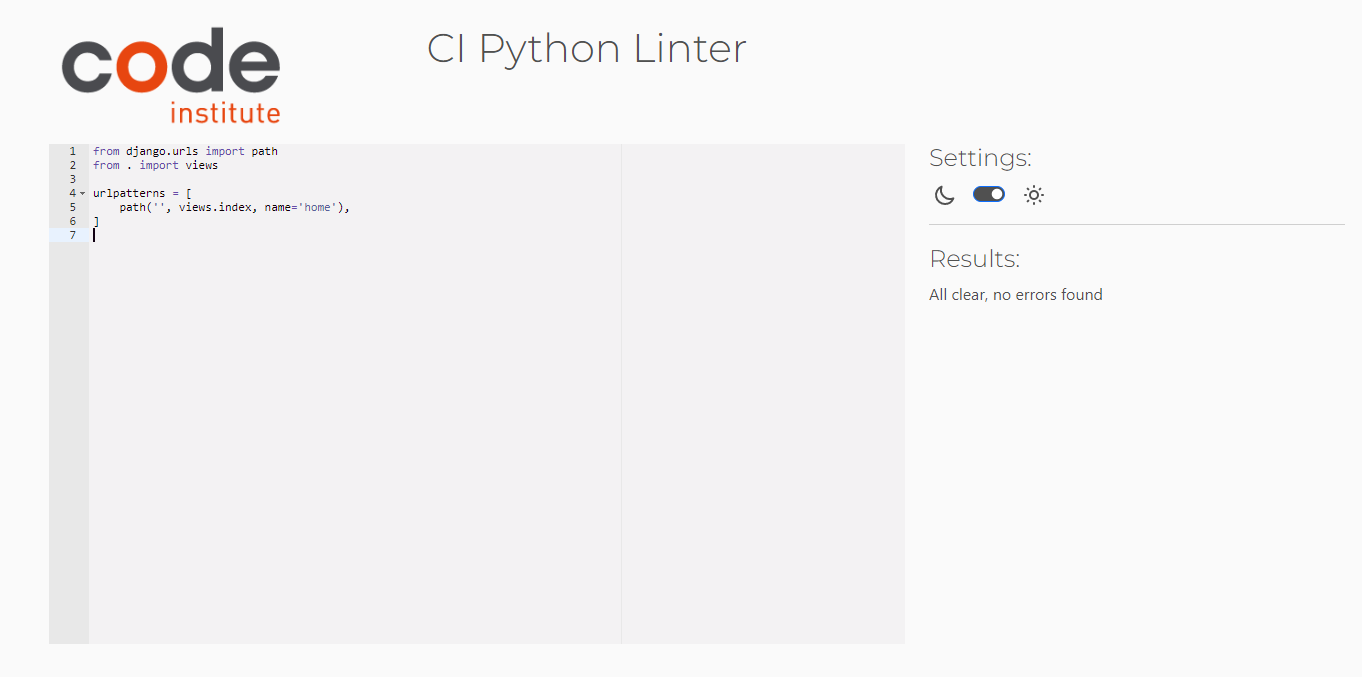 code
institute
CI Python Linter
1 from django.urls import path
2 from . import views
3
4 urlpatterns = [
5     path('', views.index, name='home'),
6 ]
7
Settings:
Results:
All clear, no errors found